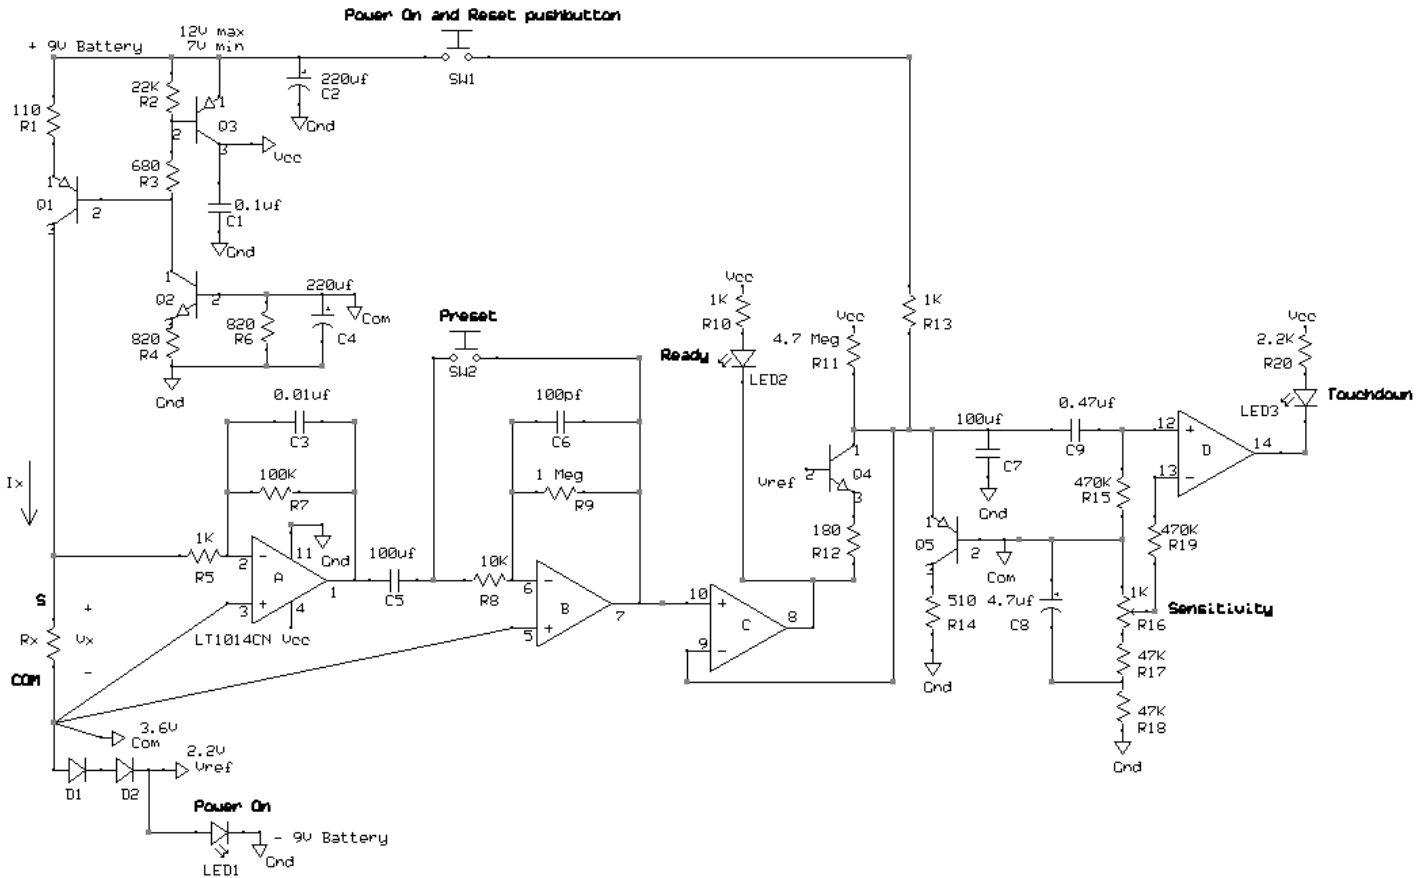 Power On and Reset pushbutton
12V max
7V min
+ 9V Battery
SW1
220uf
C2
Gnd
22K
R2
110
R1
1
Q3
2
3
Vcc
680
R3
1
Q1
2
3
0.1uf
C1
Gnd
1
Q2
2
3
220uf
Com
820
R6
C4
820
R4
Gnd
Preset
SW2
Vcc
1K
R10
Ready
LED2
Vcc
4.7 Meg
R11
1K
R13
Vcc
2.2K
R20
LED3
Touchdown
0.01uf
C3
100pf
C6
100K
R7
1 Meg
R9
Ix
1K
R5
2
A
11
Gnd
3
4
1
LT1014CN Vcc
100uf
C5
10K
R8
6
B
5
7
1
Q4
2
3
Vref
180
R12
10
C
9
8
100uf
C7
Gnd
0.47uf
C9
12
D
13
14
470K
R15
470K
R19
1
Q5
2
3
Com
510
R14
Gnd
4.7uf
C8
1K
R16
Sensitivity
47K
R17
47K
R18
Gnd
S
+
Rx
Vx
-
COM
3.6V
Com
2.2V
Vref
D1
D2
Power On
- 9V Battery
Gnd
LED1